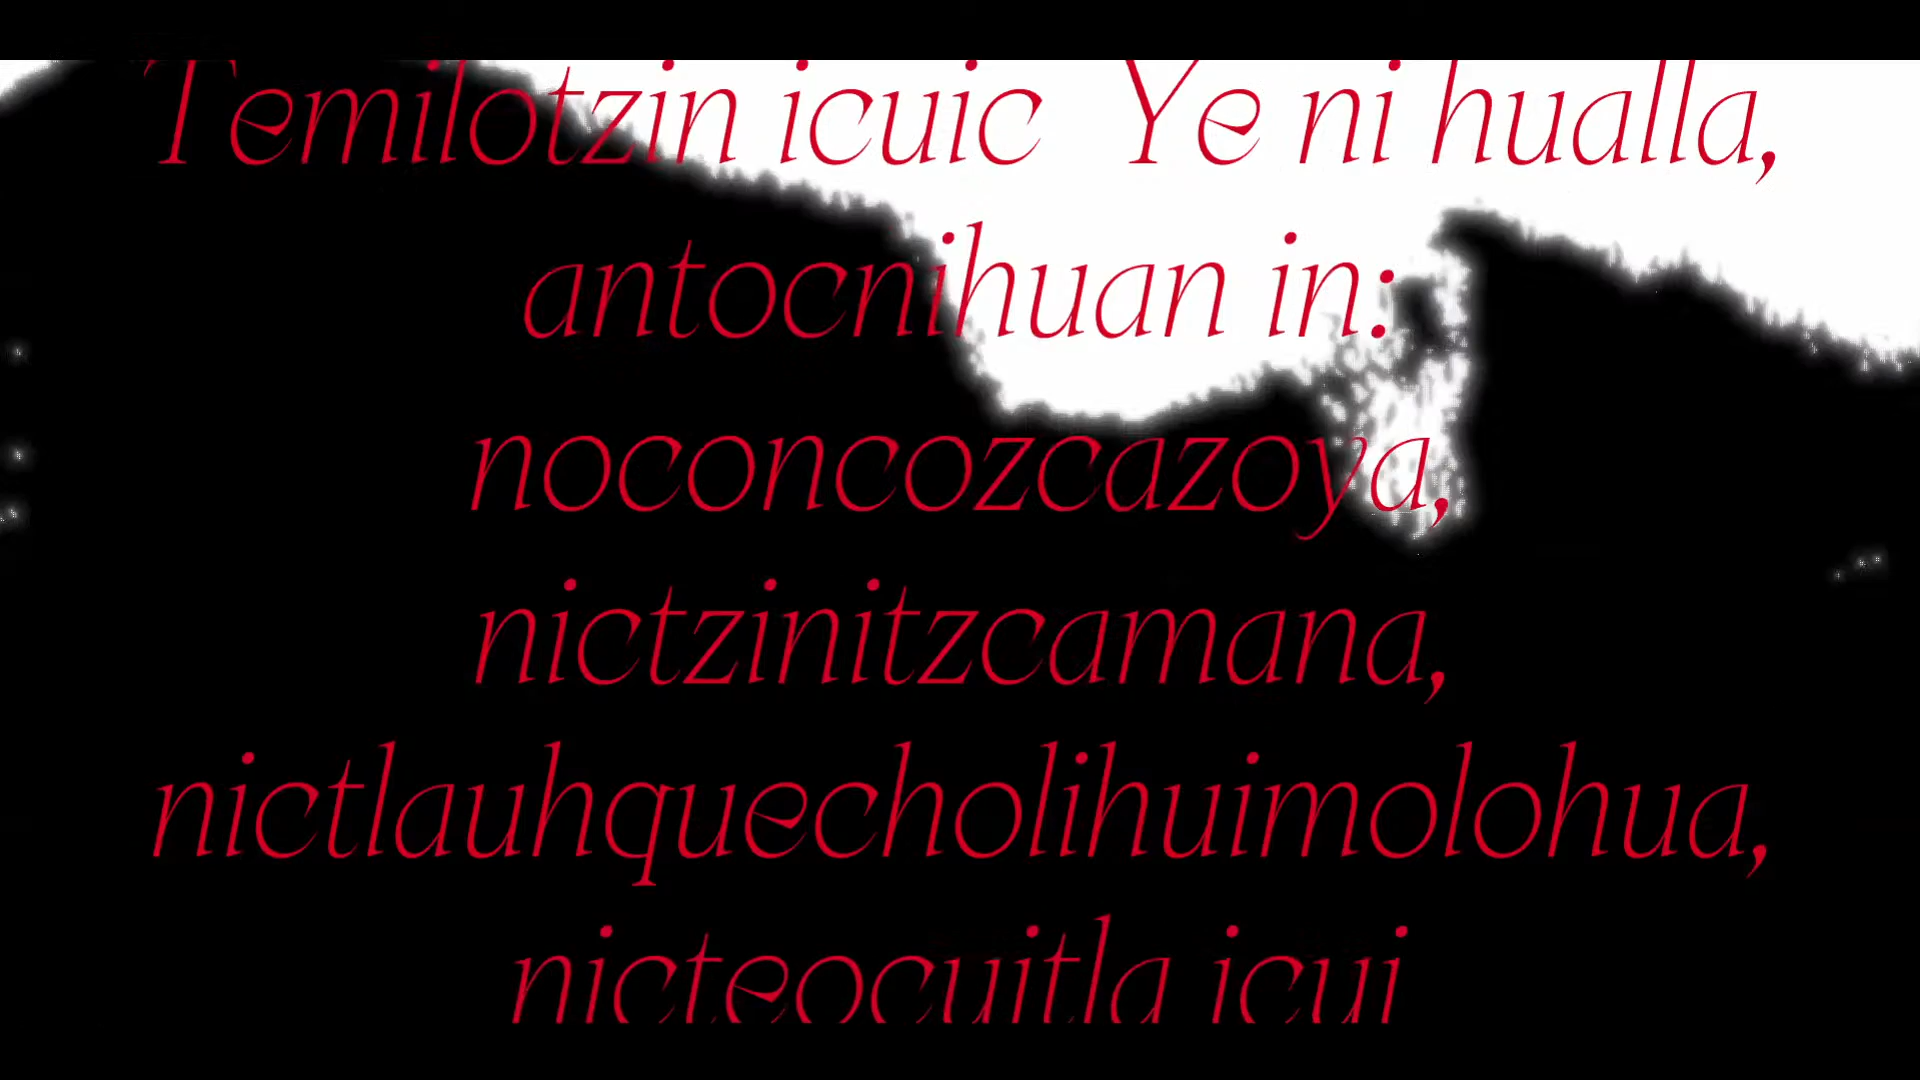 Temilotzin icuic Ye ni hualla,
antocnihuan in:
noconcozcazoya,
nictzinitzcamana,
nictlauhquecholihuimolohua,
nicteocuitla icui